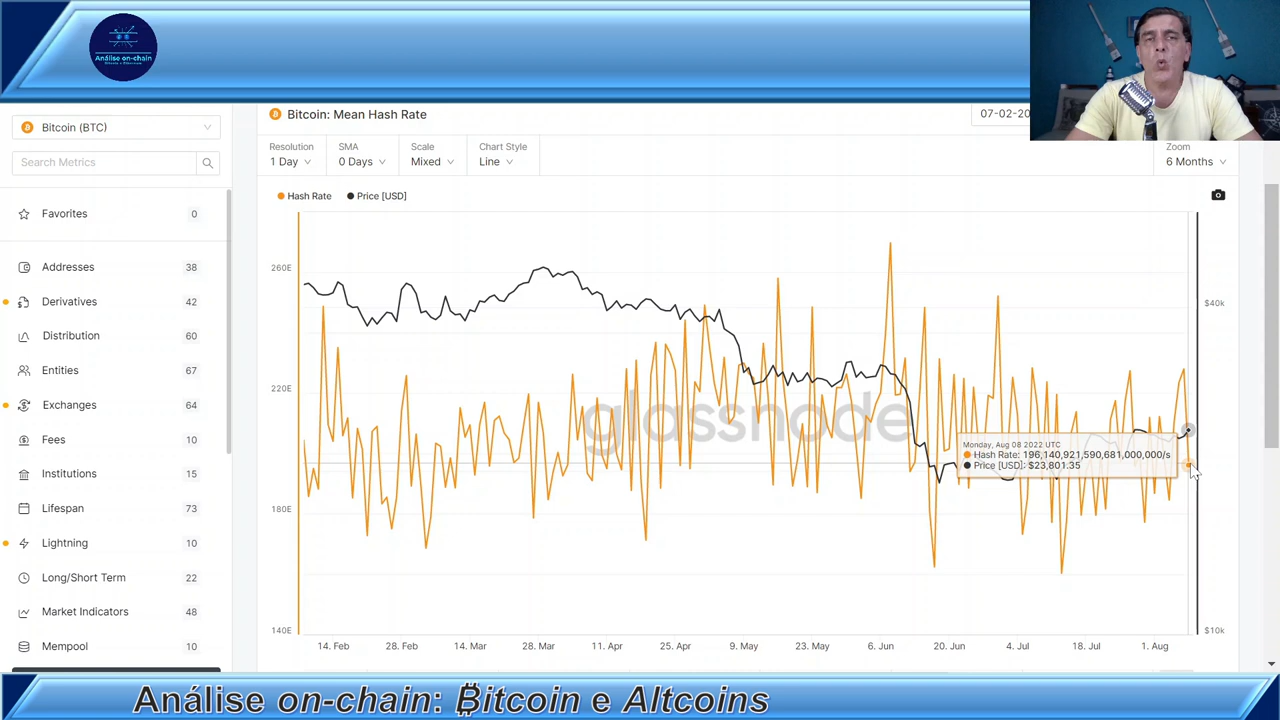 Análise on-chain
Bitcoin e Altcoins
Bitcoin (BTC)
Search Metrics
Favorites 0
Addresses 38
Derivatives 42
Distribution 60
Entities 67
Exchanges 64
Fees 10
Institutions 15
Lifespan 73
Lightning 10
Long/Short Term 22
Market Indicators 48
Mempool 10
Bitcoin: Mean Hash Rate
07-02-20
Resolution
1 Day
SMA
0 Days
Scale
Mixed
Chart Style
Line
Zoom
6 Months
Hash Rate Price [USD]
260E
220E
180E
140E
$40k
$10k
glassnode
Monday, Aug 08 2022 UTC
Hash Rate: 196,140,921,590,681,000,000/s
Price [USD]: $23,801.35
14. Feb 28. Feb 14. Mar 28. Mar 11. Apr 25. Apr 9. May 23. May 6. Jun 20. Jun 4. Jul 18. Jul 1. Aug
Análise on-chain: ₿itcoin e Altcoins